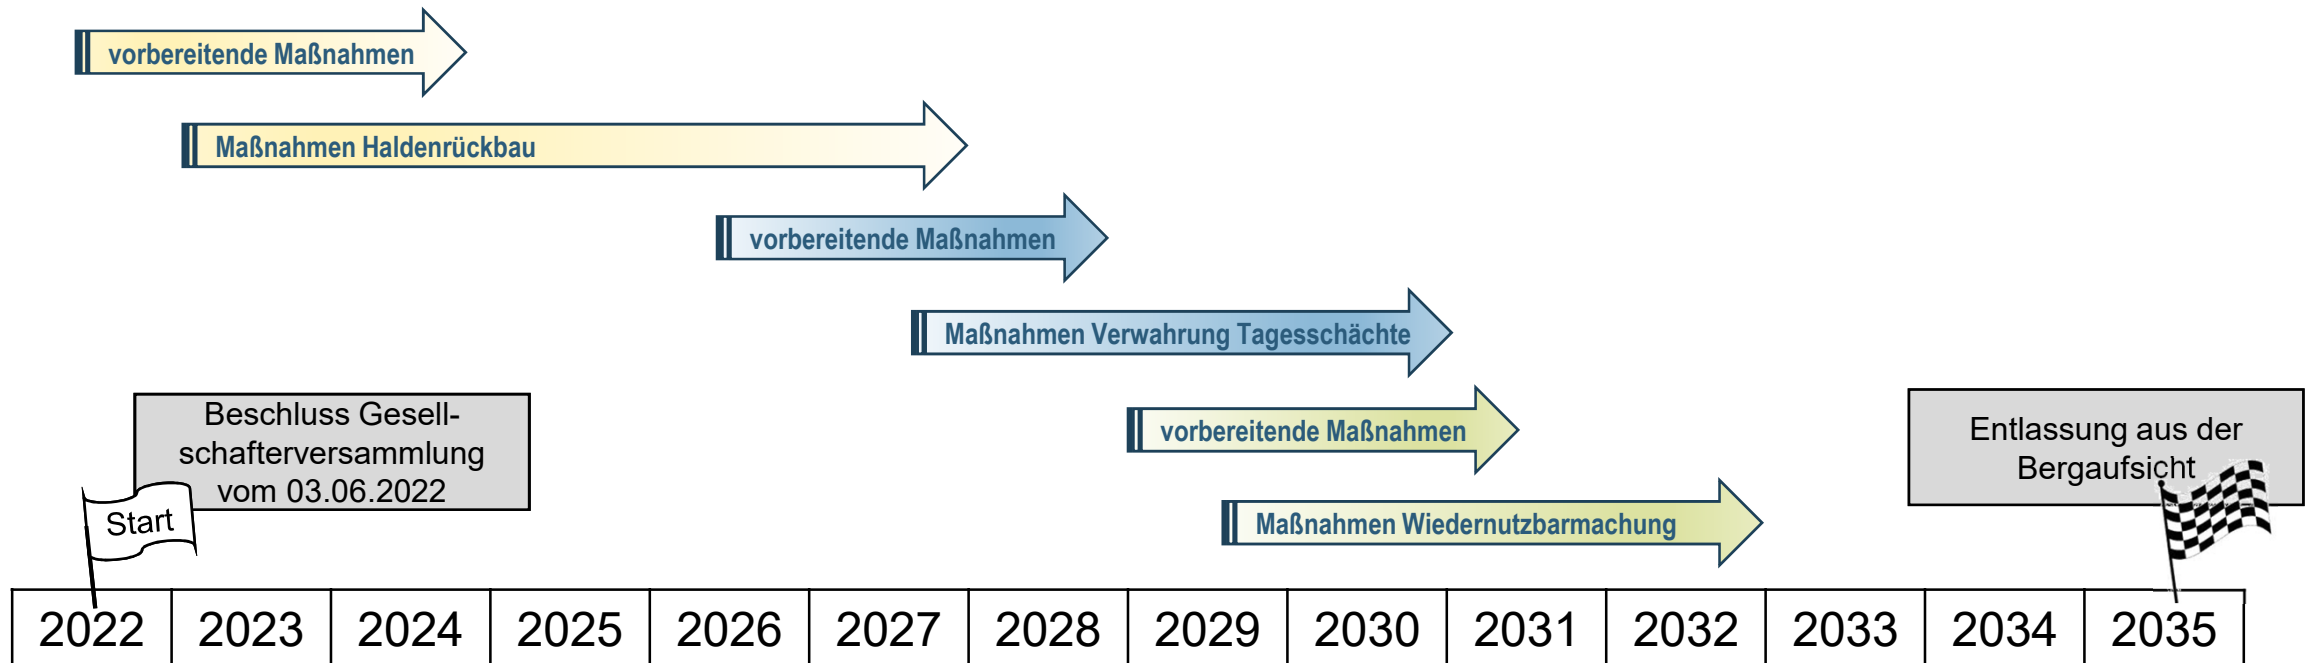 vorbereitende Maßnahmen
Maßnahmen Haldenrückbau
vorbereitende Maßnahmen
Maßnahmen Verwahrung Tagesschächte
vorbereitende Maßnahmen
Maßnahmen Wiedernutzbarmachung
Beschluss Gesell-
schafterversammlung
vom 03.06.2022
Start
Entlassung aus der
Bergaufsicht
2022 2023 2024 2025 2026 2027 2028 2029 2030 2031 2032 2033 2034 2035